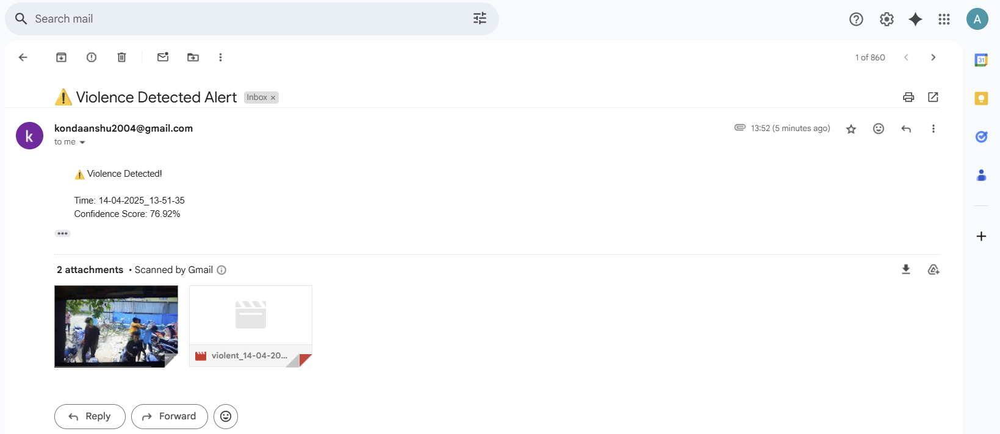 Search mail
A
1 of 860
31
⚠️ Violence Detected Alert Inbox ×
k
kondaanshu2004@gmail.com
13:52 (5 minutes ago)
to me
⚠️ Violence Detected!
Time: 14-04-2025_13-51-35
Confidence Score: 76.92%
2 attachments • Scanned by Gmail
violent_14-04-20...
Reply
Forward